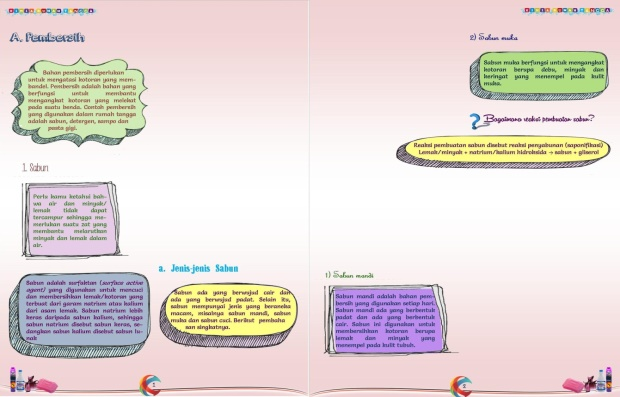 KIMIA RUMAH TANGGA
A. Pembersih
Bahan pembersih diperlukan
untuk mengatasi kotoran yang mem-
bandel. Pembersih adalah bahan yang
berfungsi untuk membantu
mengangkat kotoran yang melekat
pada suatu benda. Contoh pembersih
yang digunakan dalam rumah tangga
adalah sabun, detergen, sampo dan
pasta gigi.
1. Sabun
Perlu kamu ketahui bah-
wa air dan minyak/
lemak tidak dapat
tercampur sehingga me-
merlukan suatu zat yang
membantu melarutkan
minyak dan lemak dalam
air.
Sabun adalah surfaktan (surface active
agent) yang digunakan untuk mencuci
dan membersihkan lemak/kotoran yang
terbuat dari garam natrium atau kalium
dari asam lemak. Sabun natrium lebih
keras daripada sabun kalium, sehingga
sabun natrium disebut sabun keras, se-
dangkan sabun kalium disebut sabun lu-
nak
a. Jenis-jenis Sabun
Sabun ada yang berwujud cair dan
ada yang berwujud padat. Selain itu,
sabun mempunyai jenis yang beraneka
macam, misalnya sabun mandi, sabun
muka dan sabun cuci. Berikut pembaha
san singkatnya.
1
KIMIA RUMAH TANGGA
2) Sabun muka
Sabun muka berfungsi untuk mengangkat
kotoran berupa debu, minyak dan
keringat yang menempel pada kulit
muka.
? Bagaimana reaksi pembuatan sabun?
Reaksi pembuatan sabun disebut reaksi penyabunan (saponifikasi)
Lemak/minyak + natrium/kalium hidroksida → sabun + gliserol
1) Sabun mandi
Sabun mandi adalah bahan pem-
bersih yang digunakan setiap hari.
Sabun mandi ada yang berbentuk
padat dan ada yang berbentuk
cair. Sabun ini digunakan untuk
membersihkan kotoran berupa
lemak dan minyak yang
menempel pada kulit tubuh.
2